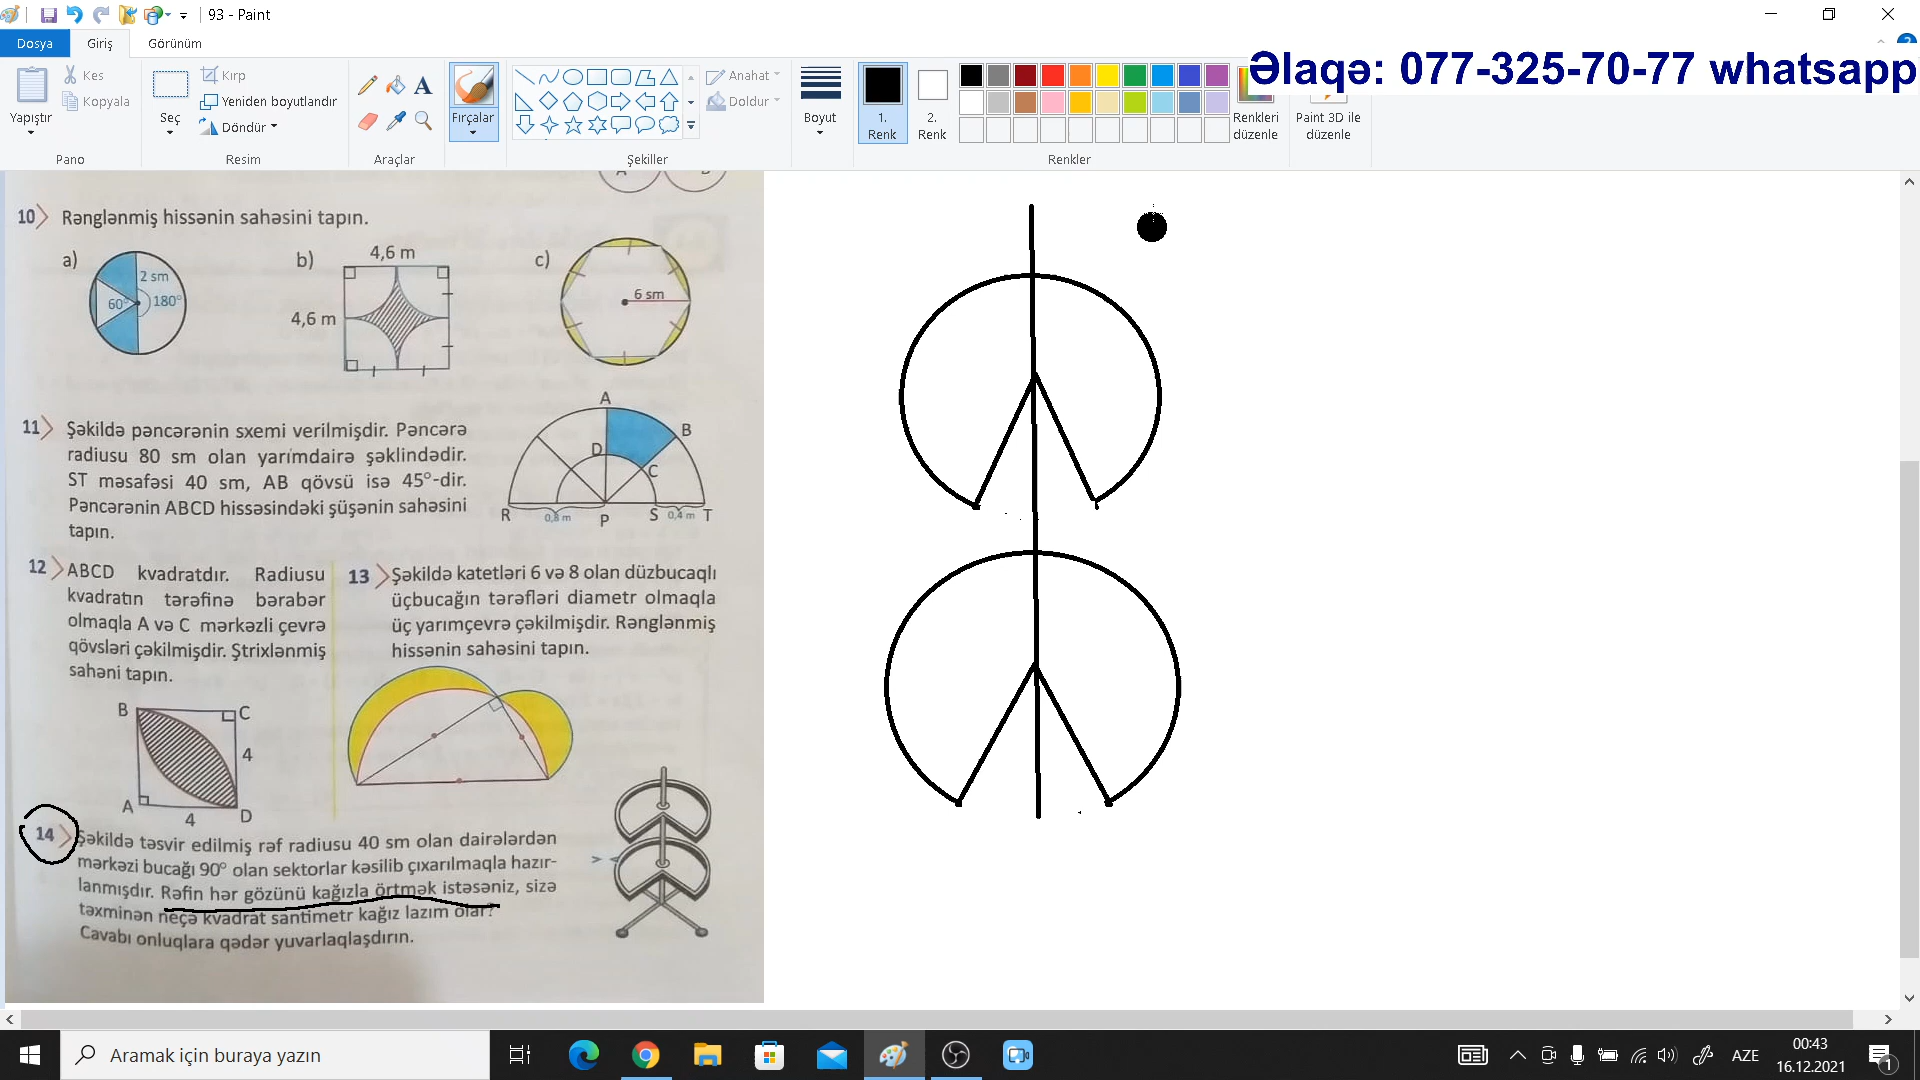 93 - Paint
Dosya Giriş Görünüm
Əlaqə: 077-325-70-77 whatsapp
Yapıştır
Kes
Kopyala
Pano
Seç
Kırp
Yeniden boyutlandır
Döndür
Resim
Araçlar
Fırçalar
Şekiller
Anahat
Doldur
Boyut
1. Renk
2. Renk
Renkler
Renkleri düzenle
Paint 3D ile düzenle
10 Rənglənmiş hissənin sahəsini tapın.
a) 2 sm 60° 180°
b) 4,6 m 4,6 m
c) 6 sm
11 Şəkildə pəncərənin sxemi verilmişdir. Pəncərə
radiusu 80 sm olan yarımdairə şəklindədir.
ST məsafəsi 40 sm, AB qövsü isə 45°-dir.
Pəncərənin ABCD hissəsindəki şüşənin sahəsini
tapın.
A B D C
R 0,8 m P S 0,4 m T
12 ABCD kvadratdır. Radiusu
kvadratın tərəfinə bərabər
olmaqla A və C mərkəzli çevrə
qövsləri çəkilmişdir. Ştrixlənmiş
sahəni tapın.
B C
4
A 4 D
13 Şəkildə katetləri 6 və 8 olan düzbucaqlı
üçbucağın tərəfləri diametr olmaqla
üç yarımçevrə çəkilmişdir. Rənglənmiş
hissənin sahəsini tapın.
14 Şəkildə təsvir edilmiş rəf radiusu 40 sm olan dairələrdən
mərkəzi bucağı 90° olan sektorlar kəsilib çıxarılmaqla hazır-
lanmışdır. Rəfin hər gözünü kağızla örtmək istəsəniz, sizə
təxminən neçə kvadrat santimetr kağız lazım olar?
Cavabı onluqlara qədər yuvarlaqlaşdırın.
Aramak için buraya yazın
AZE
00:43
16.12.2021
1